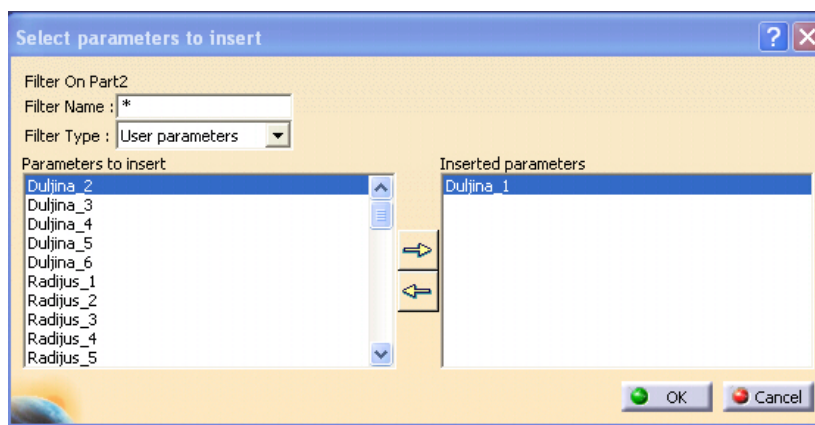 Select parameters to insert
Filter On Part2
Filter Name : *
Filter Type : User parameters
Parameters to insert
Duljina_2
Duljina_3
Duljina_4
Duljina_5
Duljina_6
Radijus_1
Radijus_2
Radijus_3
Radijus_4
Radijus_5
Inserted parameters
Duljina_1
OK
Cancel